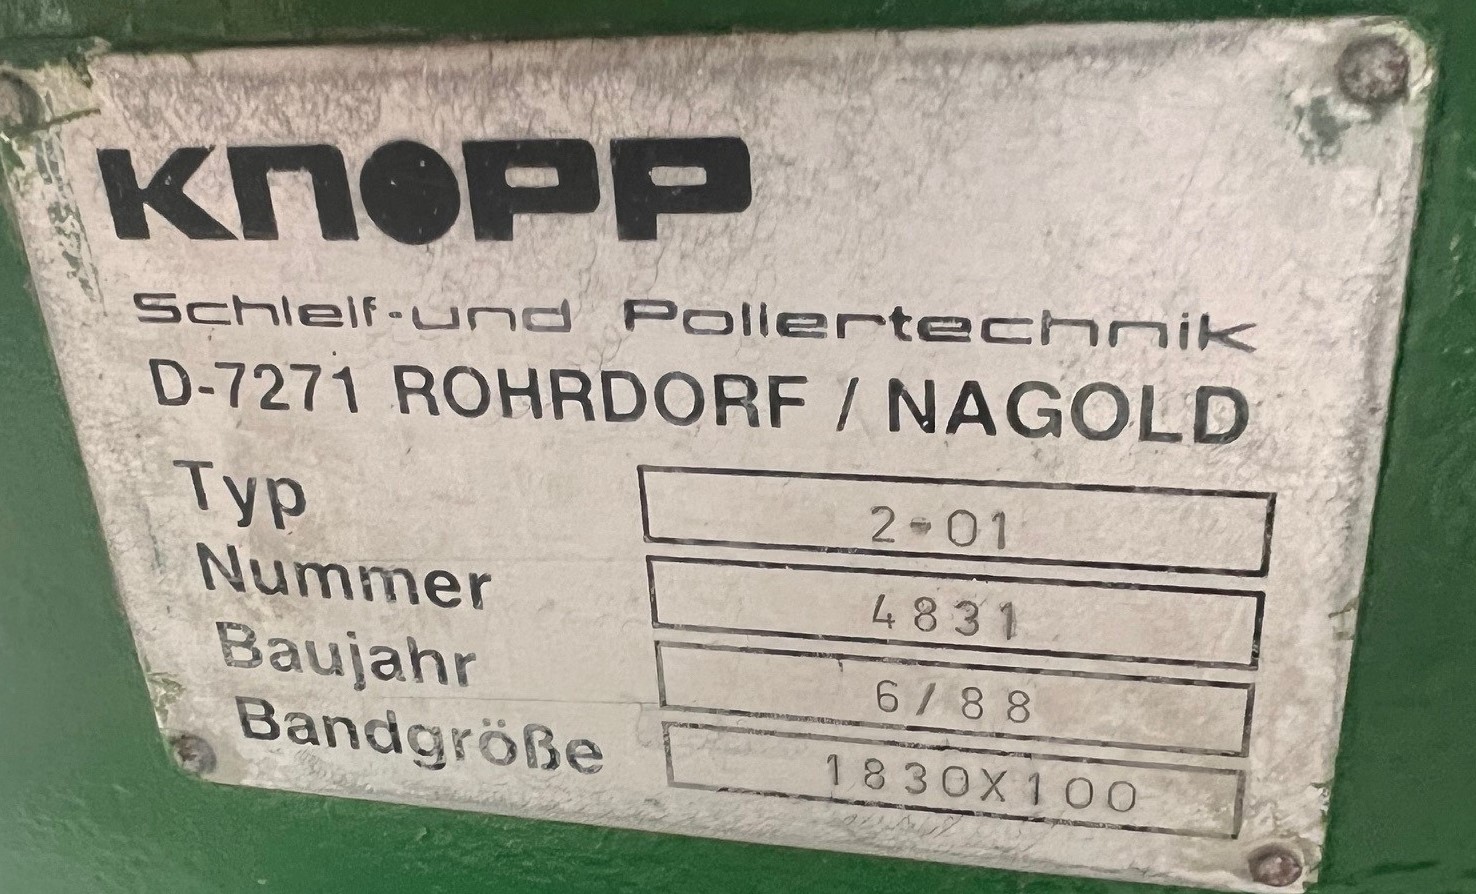 KNOPP
Schleif-und Poliertechnik
D-7271 ROHRDORF / NAGOLD
Typ 2-01
Nummer 4831
Baujahr 6/88
Bandgröße 1830X100